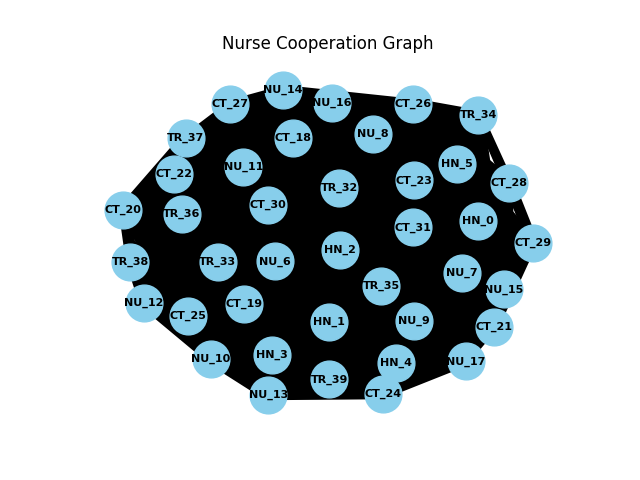 Nurse Cooperation Graph
NU_14
CT_27
NU_16
CT_26
TR_34
TR_37
CT_18
NU_8
HN_5
CT_22
NU_11
CT_23
CT_28
TR_32
CT_20
TR_36
CT_30
HN_0
CT_31
CT_29
HN_2
TR_38
TR_33
NU_6
NU_7
TR_35
NU_15
NU_12
CT_19
CT_25
HN_1
NU_9
CT_21
NU_10
HN_3
HN_4
NU_17
TR_39
NU_13
CT_24